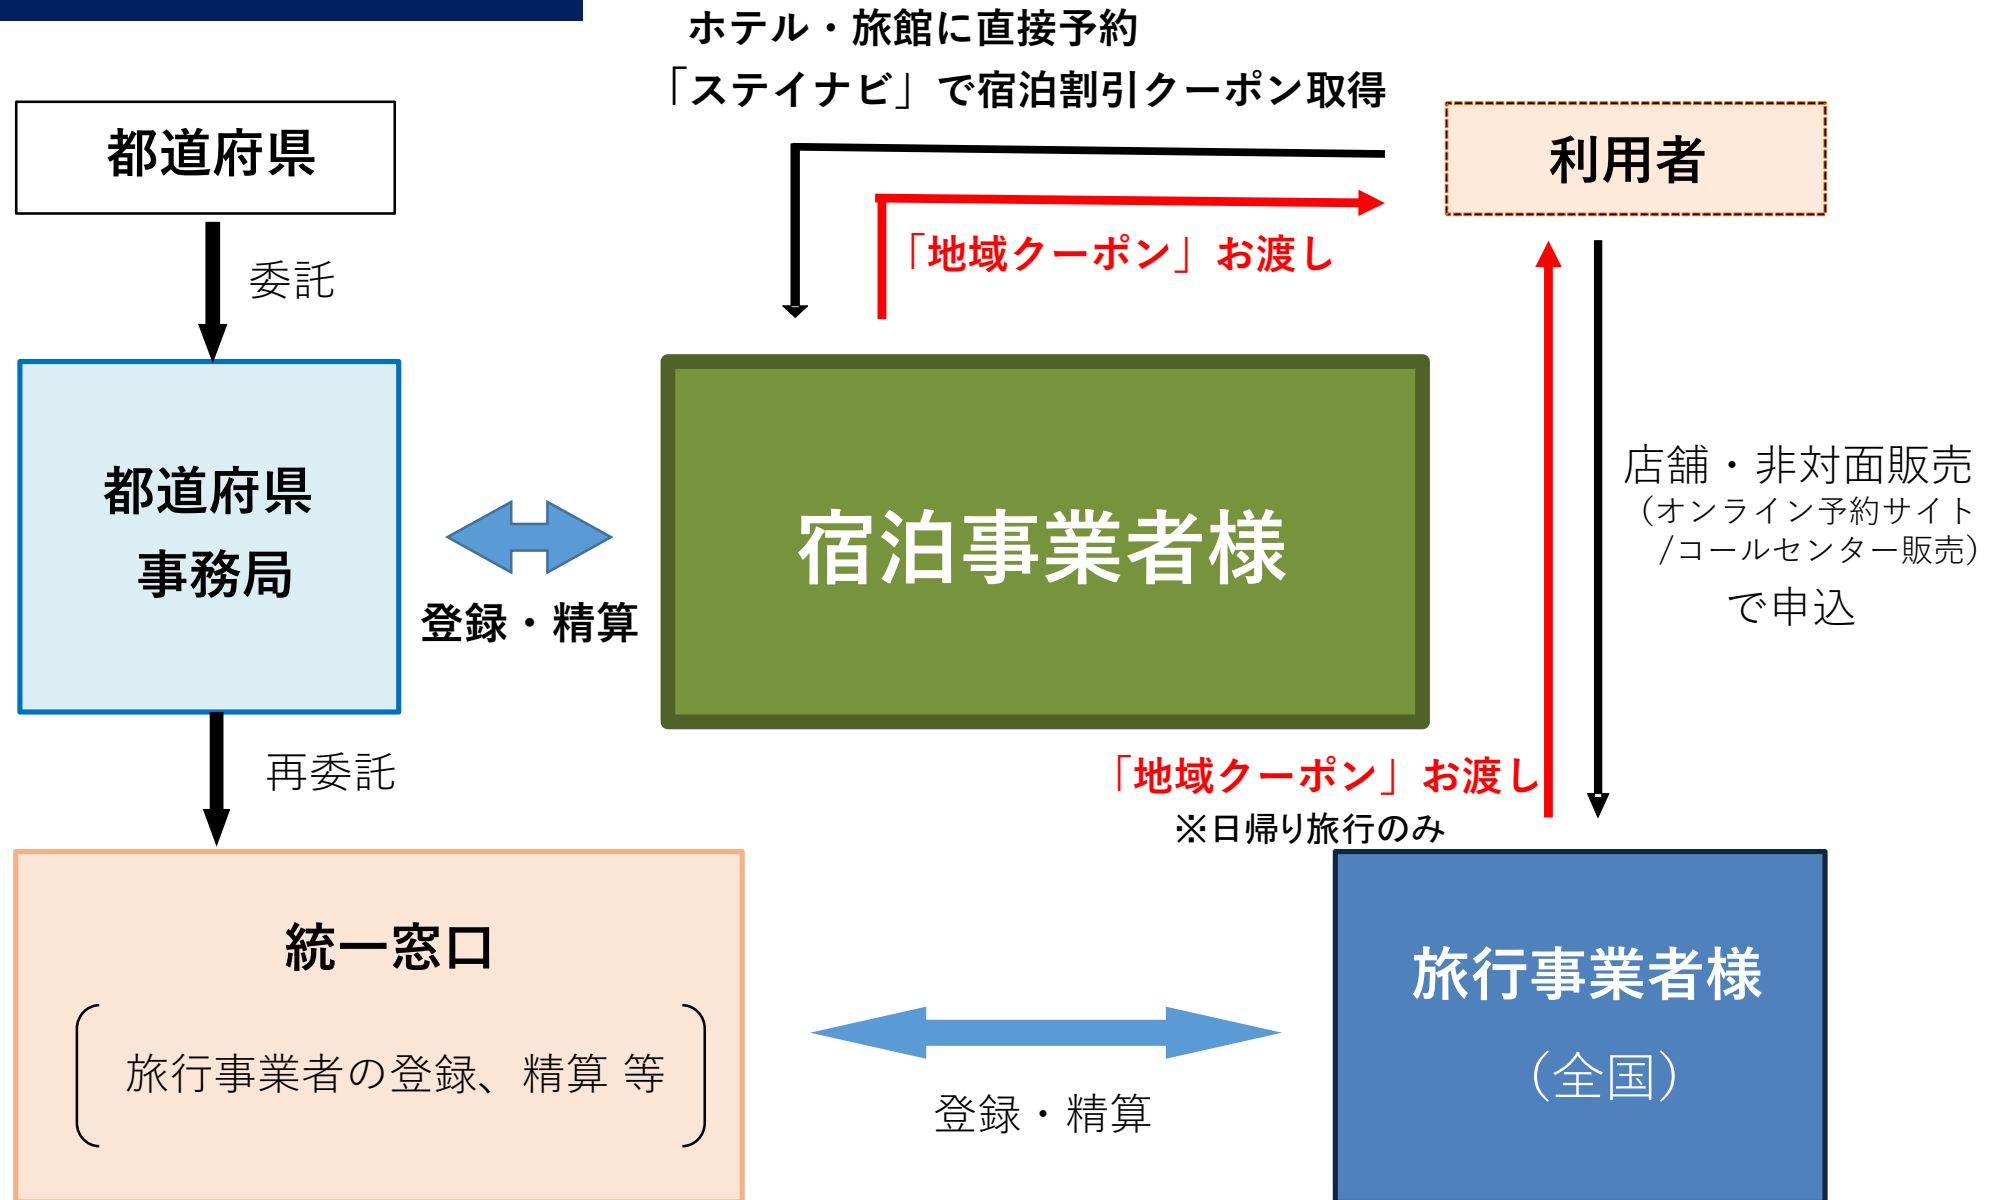 ホテル・旅館に直接予約
「ステイナビ」で宿泊割引クーポン取得
都道府県
利用者
委託
「地域クーポン」お渡し
都道府県
事務局
登録・精算
宿泊事業者様
店舗・非対面販売
（オンライン予約サイト
/コールセンター販売）
で申込
再委託
「地域クーポン」お渡し
※日帰り旅行のみ
統一窓口
旅行事業者の登録、精算 等
登録・精算
旅行事業者様
（全国）